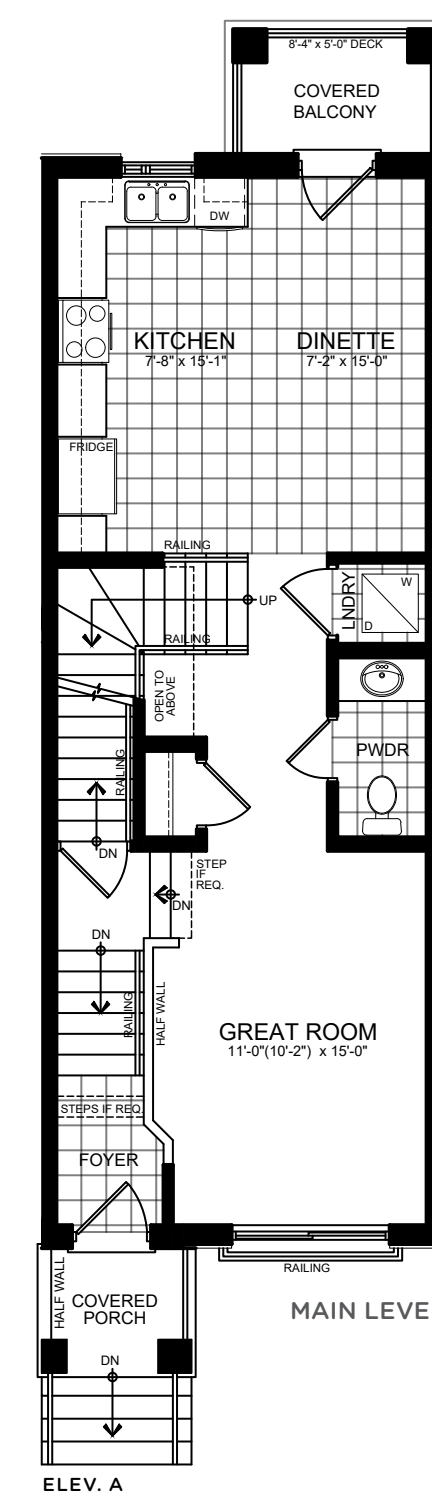 8'-4" x 5'-0" DECK
COVERED
BALCONY
DW
KITCHEN
7'-8" x 15'-1"
DINETTE
7'-2" x 15'-0"
FRIDGE
RAILING
UP
LNDRY
W
D
RAILING
OPEN TO
ABOVE
PWDR
RAILING
DN
STEP
IF
REQ.
DN
DN
RAILING
HALF WALL
GREAT ROOM
11'-0"(10'-2") x 15'-0"
STEPS IF REQ.
FOYER
RAILING
HALF WALL
COVERED
PORCH
MAIN LEVE
DN
ELEV. A